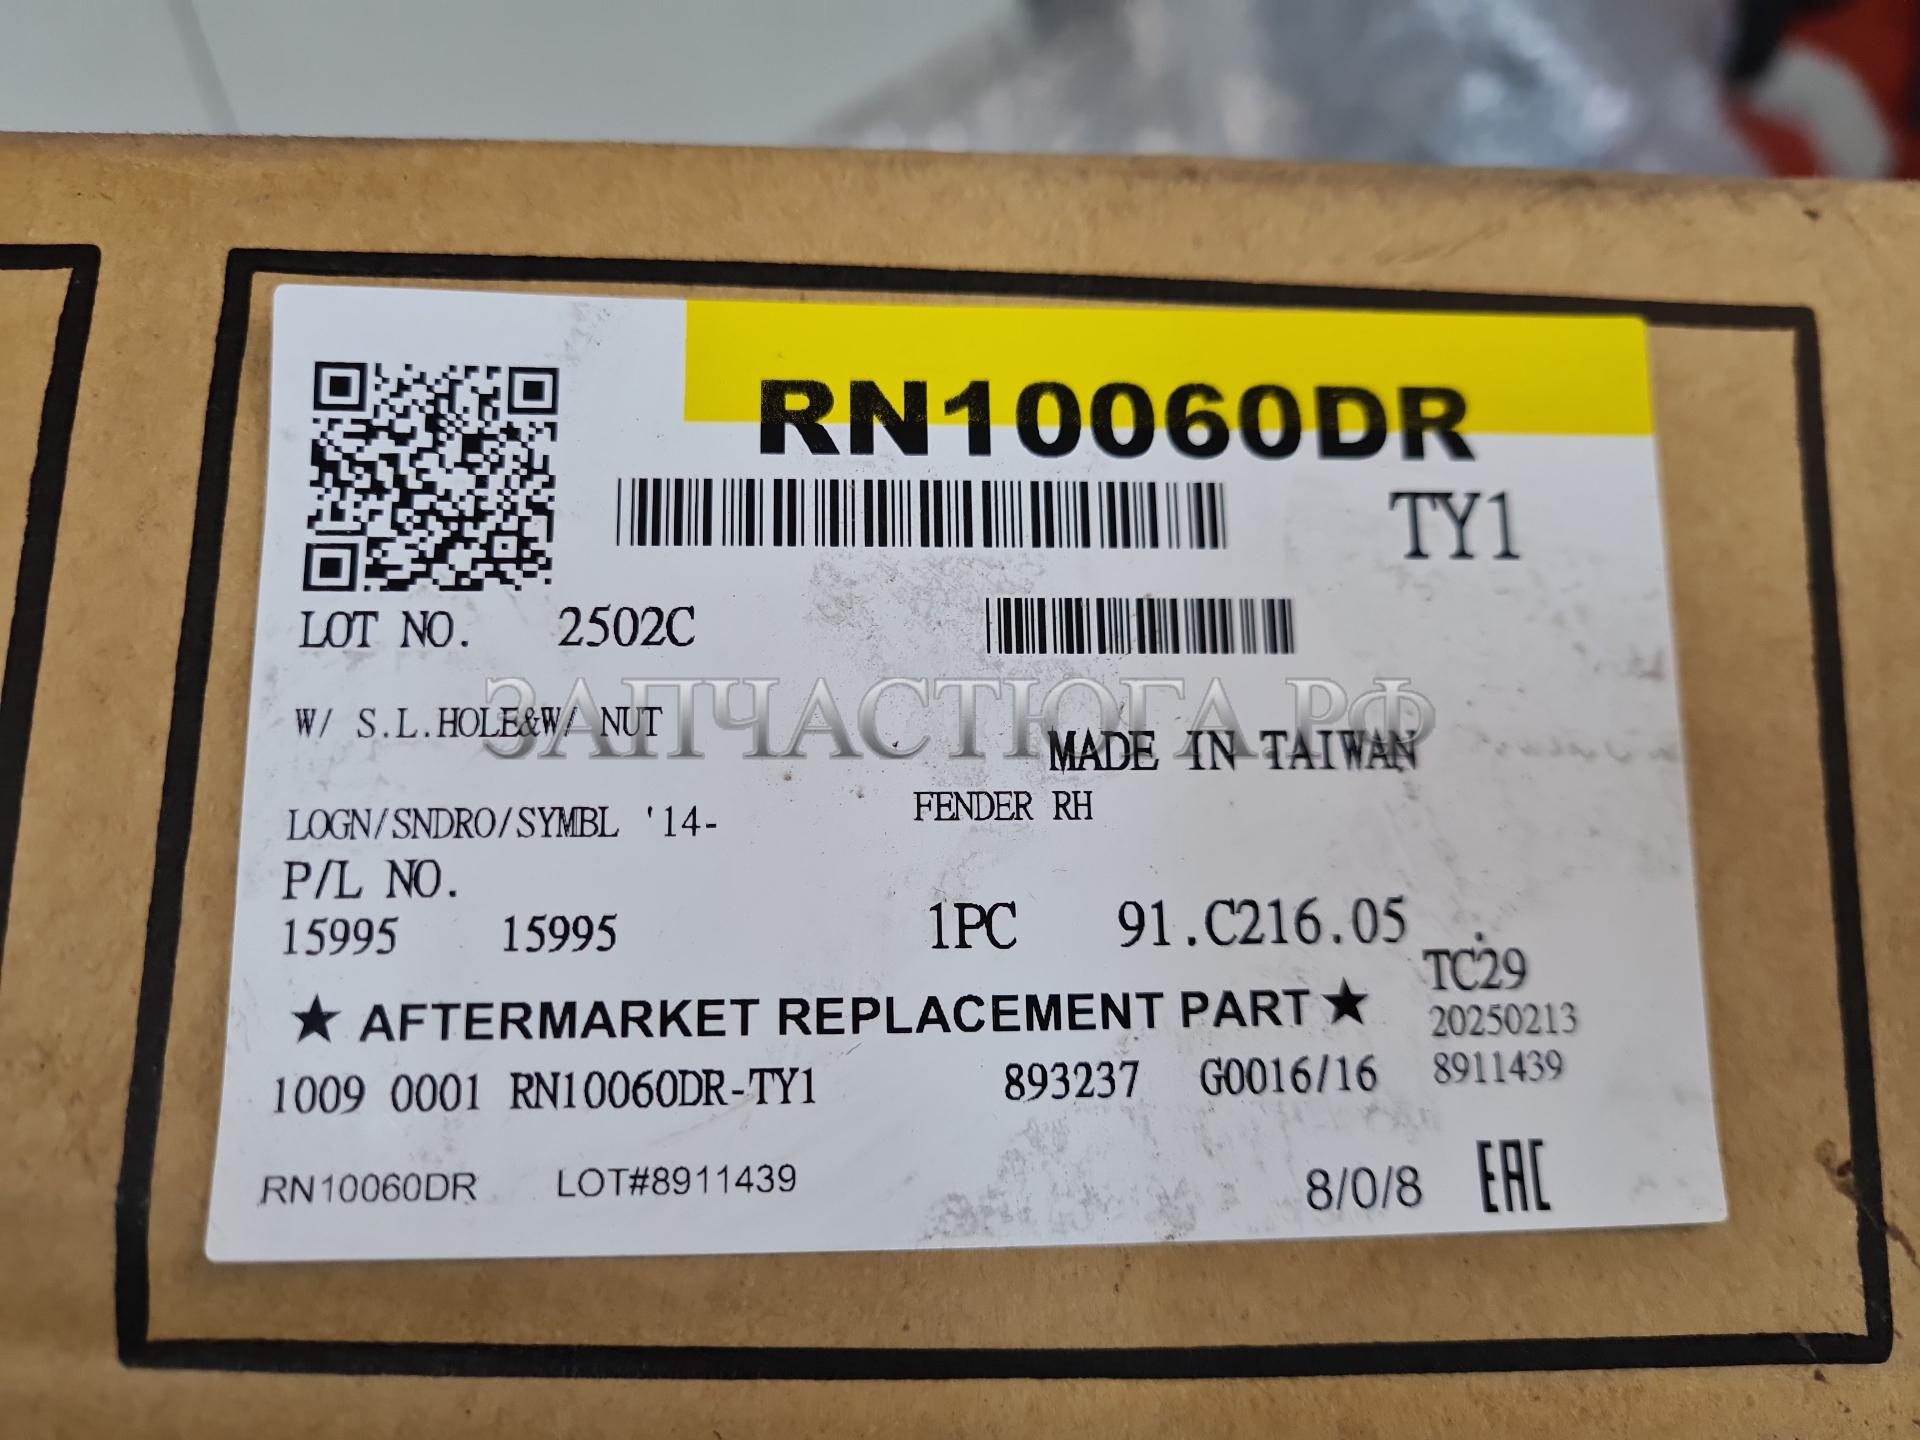 RN10060DR
TY1
LOT NO. 2502C
ЗАПЧАСТЮГА.РФ
W/ S.L.HOLE&W/ NUT
MADE IN TAIWAN
LOGN/SNDRO/SYMBL '14-
FENDER RH
P/L NO.
15995 15995 1PC 91.C216.05
TC29
★ AFTERMARKET REPLACEMENT PART ★
20250213
1009 0001 RN10060DR-TY1 893237 G0016/16 8911439
RN10060DR LOT#8911439 8/0/8 EAC